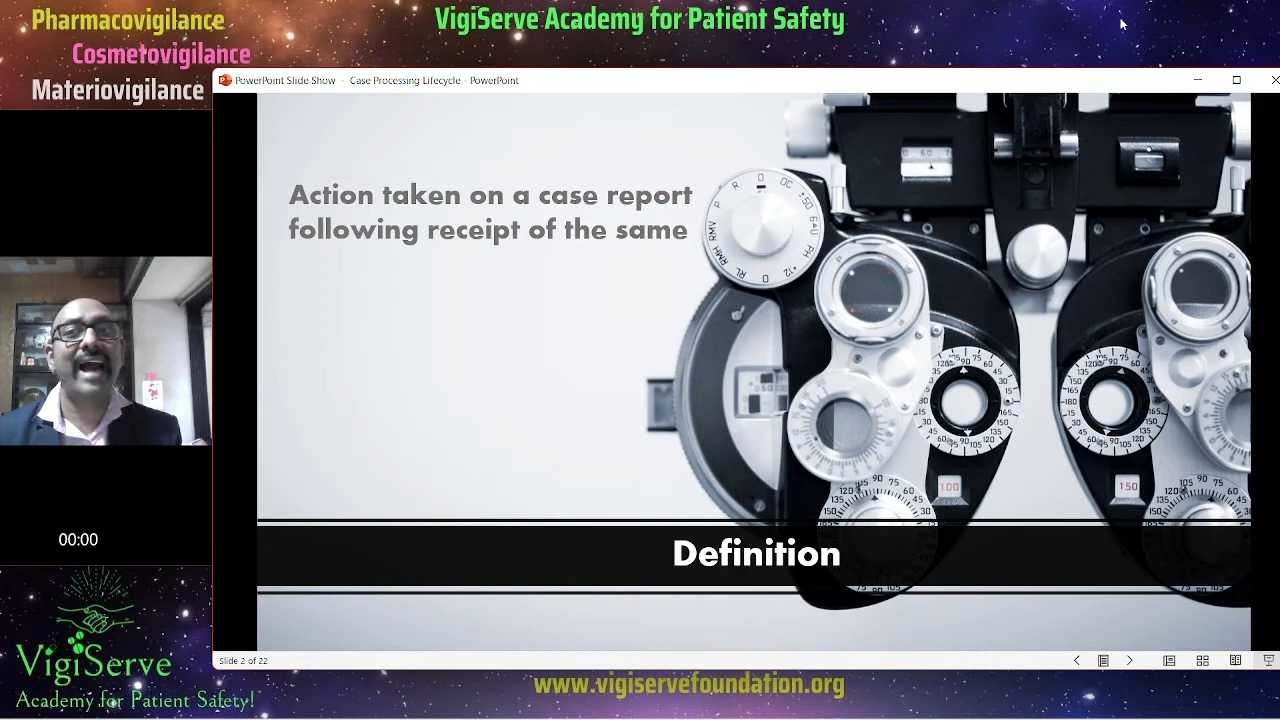 Pharmacovigilance
Cosmetovigilance
Materiovigilance
VigiServe Academy for Patient Safety
PowerPoint Slide Show - Case Processing Lifecycle - PowerPoint
Action taken on a case report
following receipt of the same
Definition
00:00
VigiServe
Academy for Patient Safety!
Slide 2 of 22
www.vigiservefoundation.org